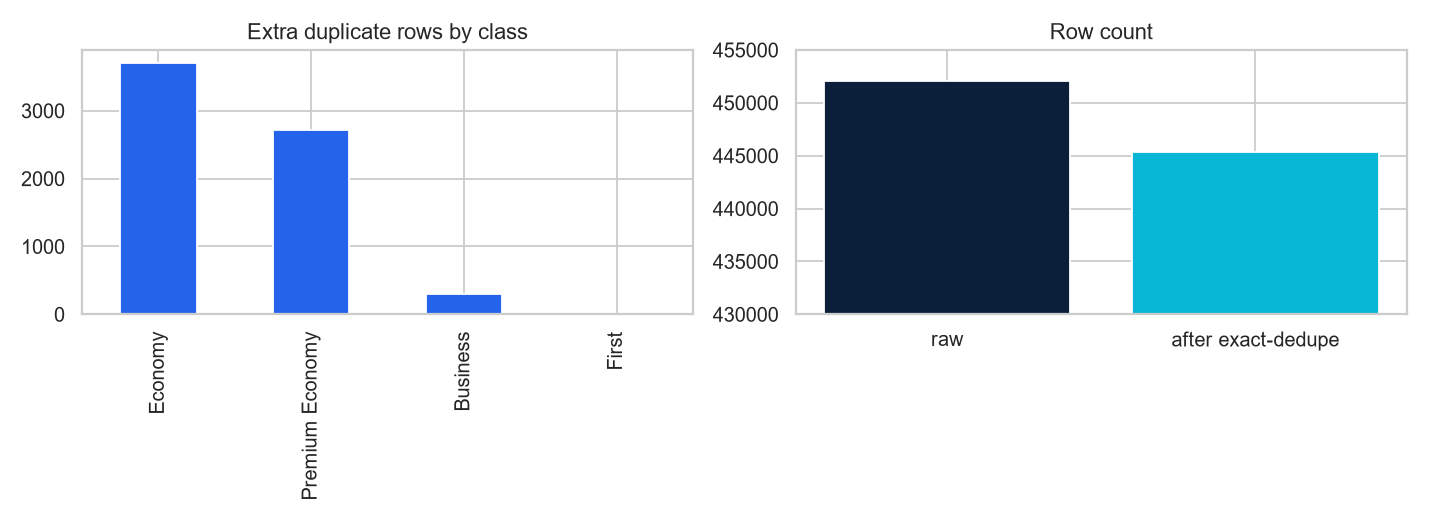 Extra duplicate rows by class
3000
2000
1000
0
Economy
Premium Economy
Business
First
Row count
455000
450000
445000
440000
435000
430000
raw
after exact-dedupe